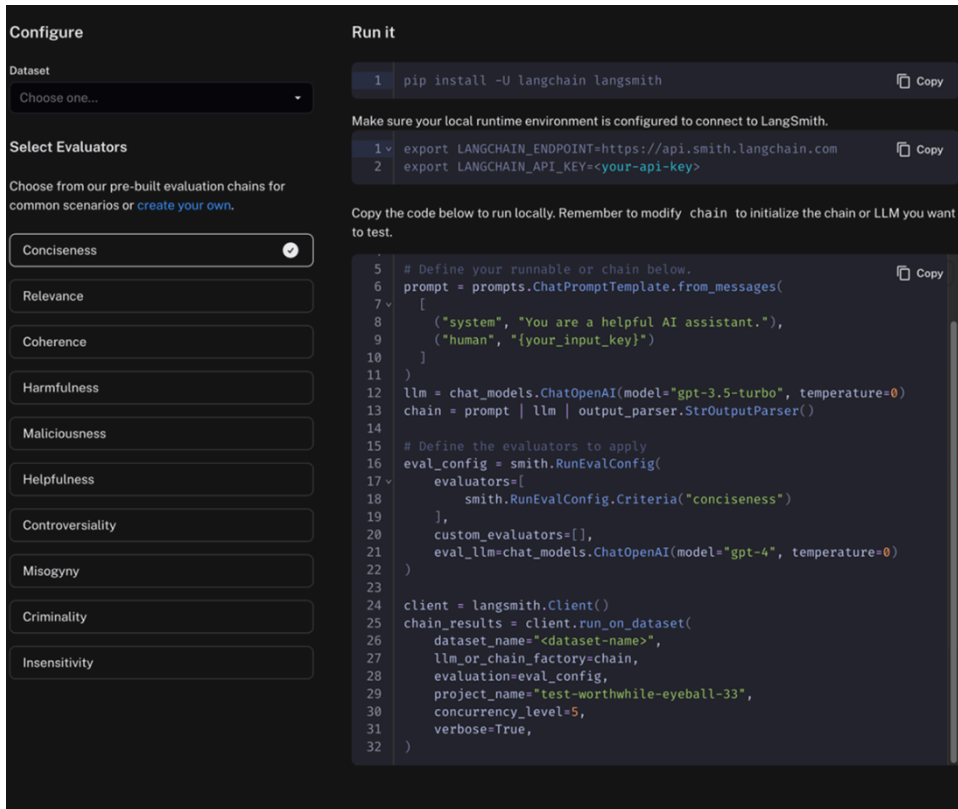 Configure
Dataset
Choose one...
Select Evaluators
Choose from our pre-built evaluation chains for
common scenarios or create your own.
Conciseness
Relevance
Coherence
Harmfulness
Maliciousness
Helpfulness
Controversiality
Misogyny
Criminality
Insensitivity
Run it
1 pip install -U langchain langsmith
Copy
Make sure your local runtime environment is configured to connect to LangSmith.
1 export LANGCHAIN_ENDPOINT=https://api.smith.langchain.com
Copy
2 export LANGCHAIN_API_KEY=<your-api-key>
Copy the code below to run locally. Remember to modify chain to initialize the chain or LLM you want
to test.
5 # Define your runnable or chain below.
Copy
6 prompt = prompts.ChatPromptTemplate.from_messages(
7 [
8 ("system", "You are a helpful AI assistant."),
9 ("human", "{your_input_key}")
10 ]
11 )
12 llm = chat_models.ChatOpenAI(model="gpt-3.5-turbo", temperature=0)
13 chain = prompt | llm | output_parser.StrOutputParser()
14
15 # Define the evaluators to apply
16 eval_config = smith.RunEvalConfig(
17 evaluators=[
18 smith.RunEvalConfig.Criteria("conciseness")
19 ],
20 custom_evaluators=[],
21 eval_llm=chat_models.ChatOpenAI(model="gpt-4", temperature=0)
22 )
23
24 client = langsmith.Client()
25 chain_results = client.run_on_dataset(
26 dataset_name="<dataset-name>",
27 llm_or_chain_factory=chain,
28 evaluation=eval_config,
29 project_name="test-worthwhile-eyeball-33",
30 concurrency_level=5,
31 verbose=True,
32 )